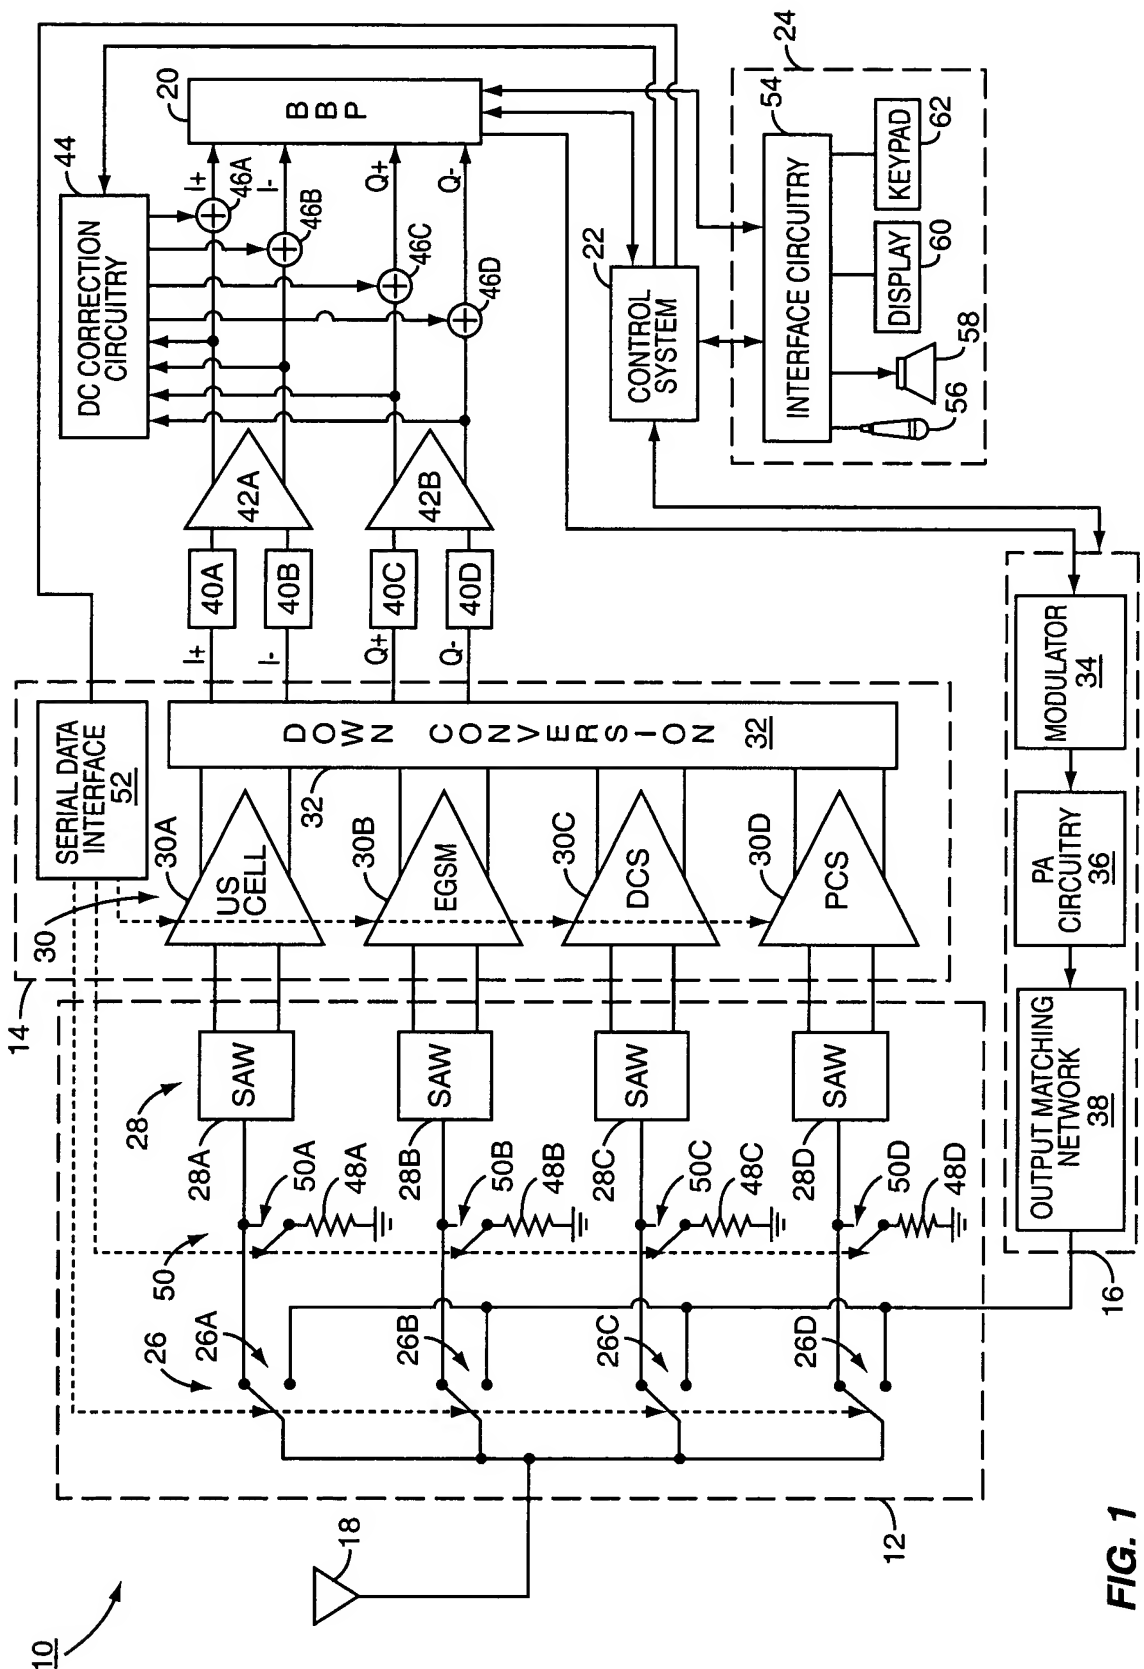 10
18
12
26
26A
26B
26C
26D
50
50A
48A
50B
48B
50C
48C
50D
48D
28
28A
SAW
28B
SAW
28C
SAW
28D
SAW
14
30
30A
US
CELL
30B
EGSM
30C
DCS
30D
PCS
SERIAL DATA
INTERFACE
52
32
DOWN CONVERSION 32
I+
I-
Q+
Q-
40A
40B
40C
40D
42A
42B
44
DC CORRECTION
CIRCUITRY
46A
46B
46C
46D
I+
I-
Q+
Q-
20
BBP
22
CONTROL
SYSTEM
24
54
INTERFACE CIRCUITRY
56
58
DISPLAY
60
KEYPAD
62
16
OUTPUT MATCHING
NETWORK
38
PA
CIRCUITRY
36
MODULATOR
34
FIG. 1